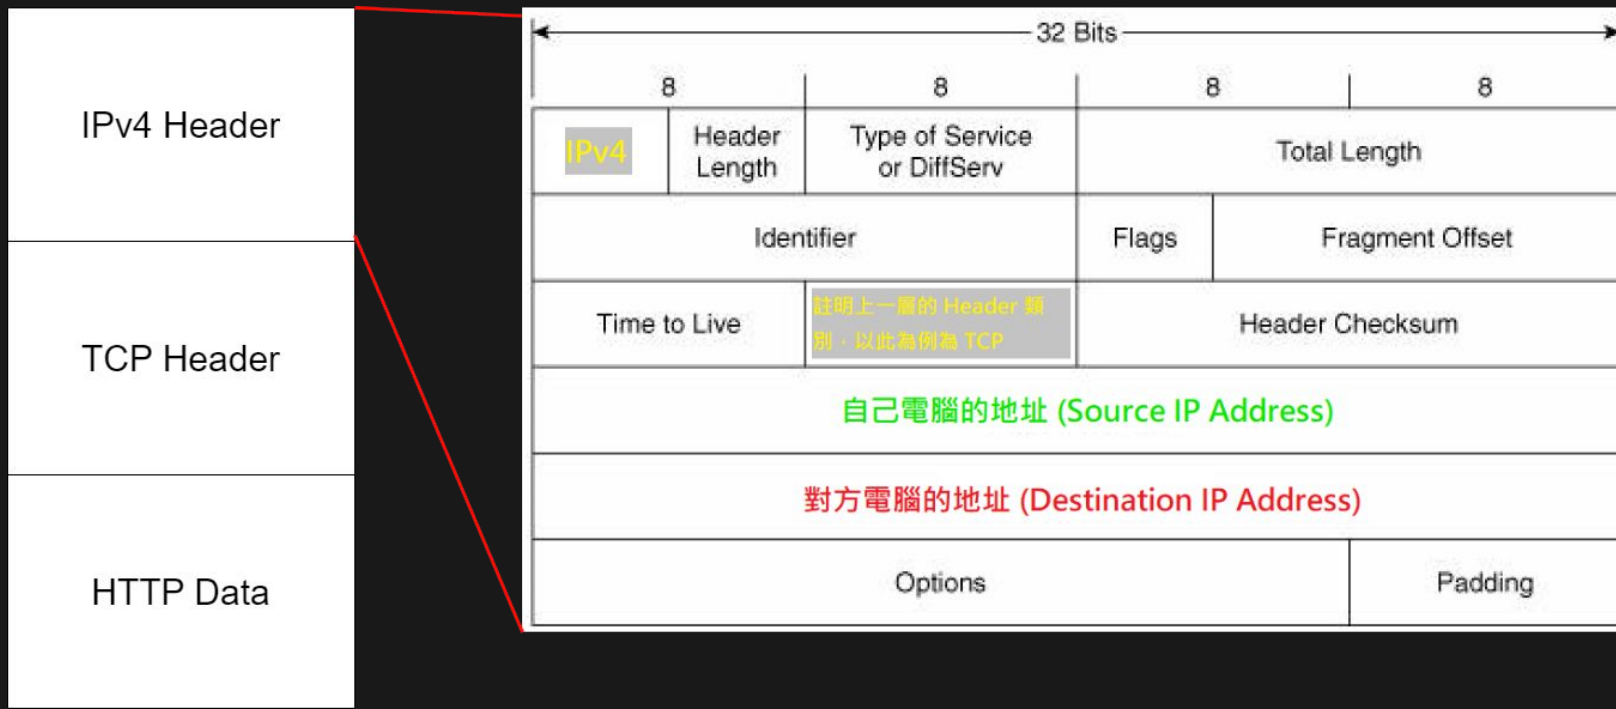 IPv4 Header
TCP Header
HTTP Data
32 Bits
8 8 8 8
IPv4
Header
Length
Type of Service
or DiffServ
Total Length
Identifier
Flags
Fragment Offset
Time to Live
註明上一層的 Header 類
別，以此為例為 TCP
Header Checksum
自己電腦的地址 (Source IP Address)
對方電腦的地址 (Destination IP Address)
Options
Padding